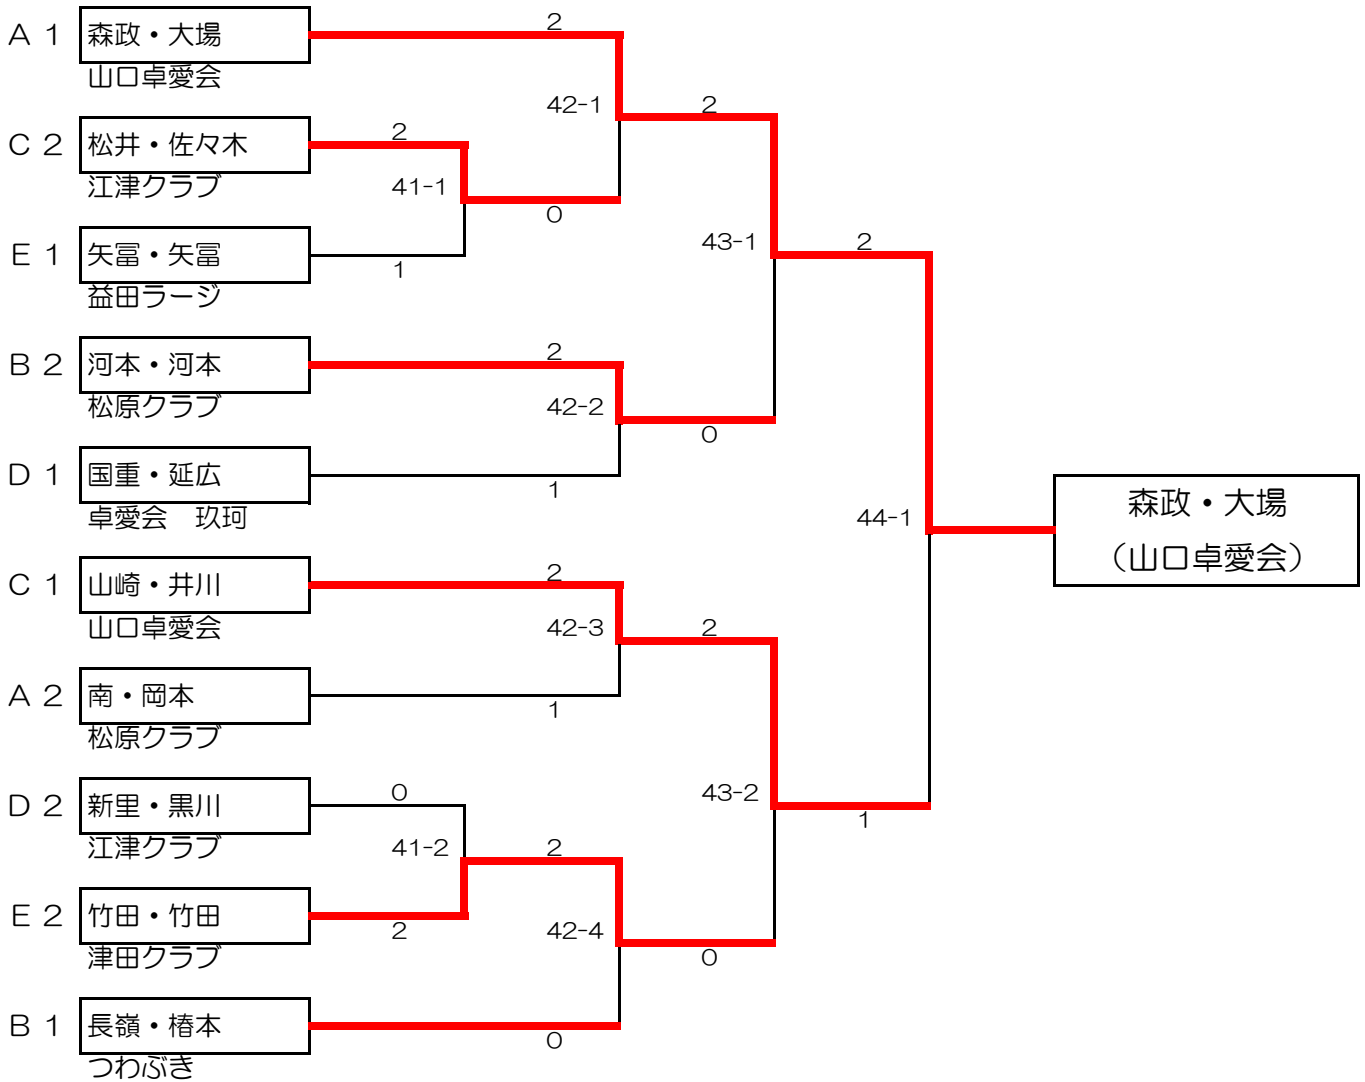 A 1 森政・大場 2
山口卓愛会
42-1 2
C 2 松井・佐々木 2
江津クラブ 41-1 0
43-1 2
E 1 矢冨・矢冨 1
益田ラージ
B 2 河本・河本 2
松原クラブ 42-2 0
D 1 国重・延広 1
卓愛会　玖珂
44-1
森政・大場
（山口卓愛会）
C 1 山崎・井川 2
山口卓愛会 42-3 2
A 2 南・岡本 1
松原クラブ
43-2 1
D 2 新里・黒川 0
江津クラブ 41-2 2
E 2 竹田・竹田 2
42-4 0
津田クラブ
B 1 長嶺・椿本 0
つわぶき